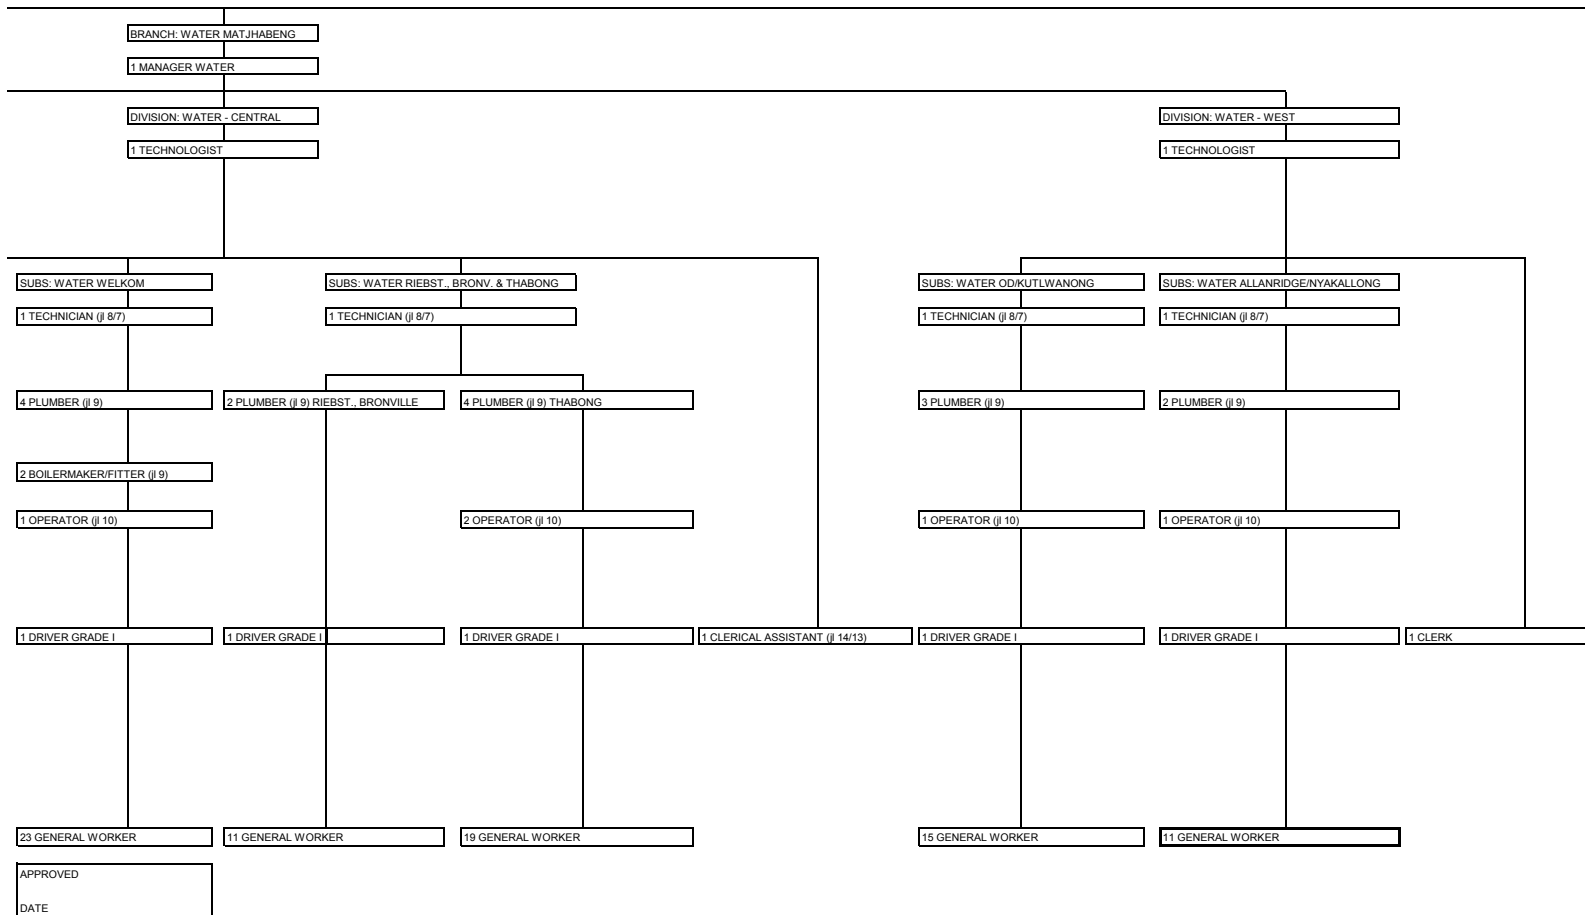 BRANCH: WATER MATJHABENG
1 MANAGER WATER
DIVISION: WATER - CENTRAL
DIVISION: WATER - WEST
1 TECHNOLOGIST
1 TECHNOLOGIST
SUBS: WATER WELKOM
SUBS: WATER RIEBST., BRONV. & THABONG
SUBS: WATER OD/KUTLWANONG
SUBS: WATER ALLANRIDGE/NYAKALLONG
1 TECHNICIAN (jl 8/7)
1 TECHNICIAN (jl 8/7)
1 TECHNICIAN (jl 8/7)
1 TECHNICIAN (jl 8/7)
4 PLUMBER (jl 9)
2 PLUMBER (jl 9) RIEBST., BRONVILLE
4 PLUMBER (jl 9) THABONG
3 PLUMBER (jl 9)
2 PLUMBER (jl 9)
2 BOILERMAKER/FITTER (jl 9)
1 OPERATOR (jl 10)
2 OPERATOR (jl 10)
1 OPERATOR (jl 10)
1 OPERATOR (jl 10)
1 DRIVER GRADE I
1 DRIVER GRADE I
1 DRIVER GRADE I
1 CLERICAL ASSISTANT (jl 14/13)
1 DRIVER GRADE I
1 DRIVER GRADE I
1 CLERK
23 GENERAL WORKER
11 GENERAL WORKER
19 GENERAL WORKER
15 GENERAL WORKER
11 GENERAL WORKER
APPROVED
DATE